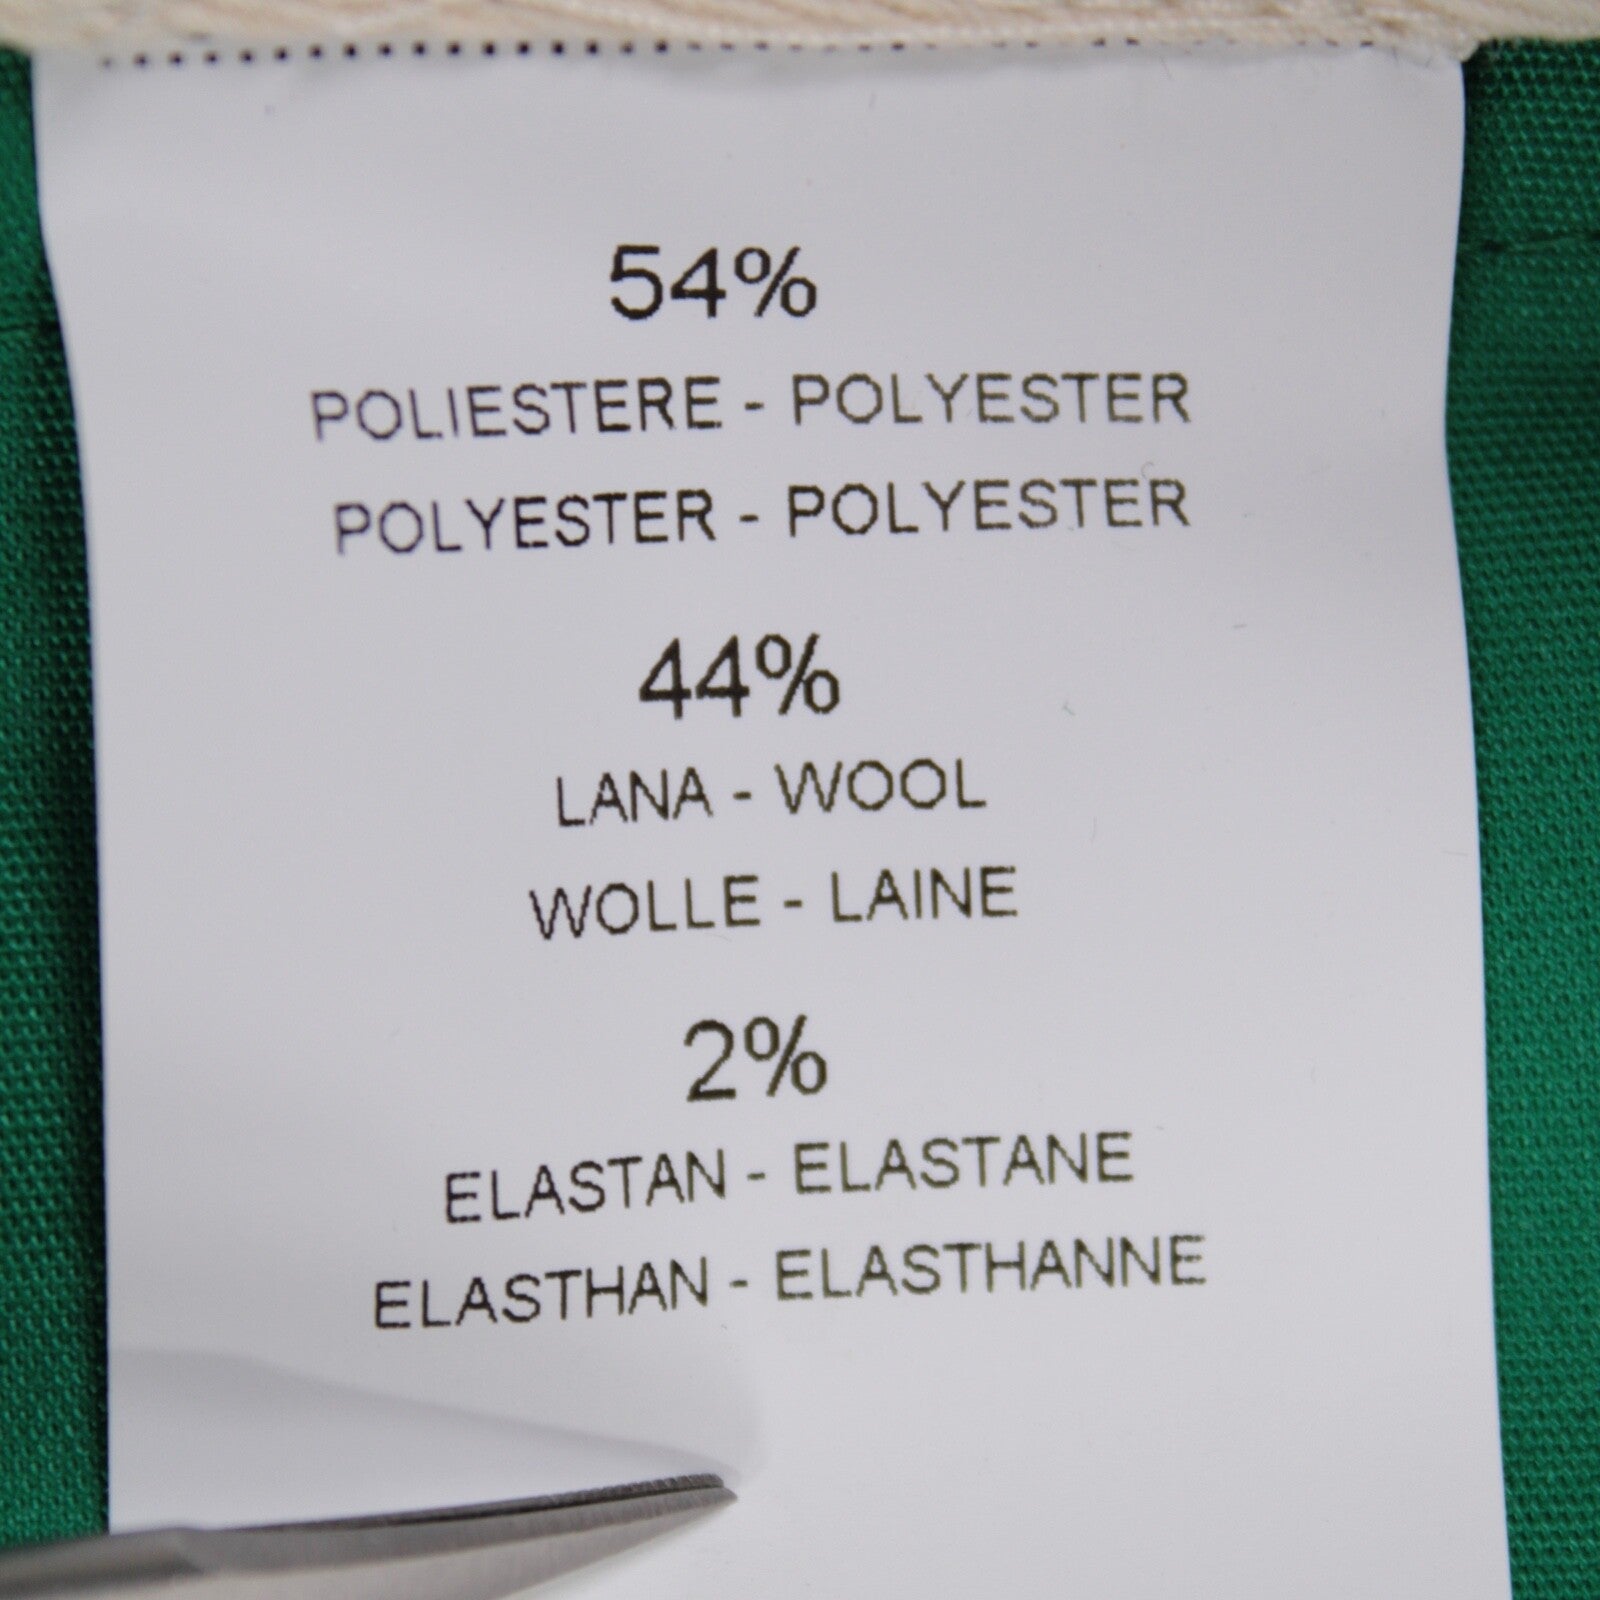 54%
POLIESTERE - POLYESTER
POLYESTER - POLYESTER
44%
LANA - WOOL
WOLLE - LAINE
2%
ELASTAN - ELASTANE
ELASTHAN - ELASTHANNE